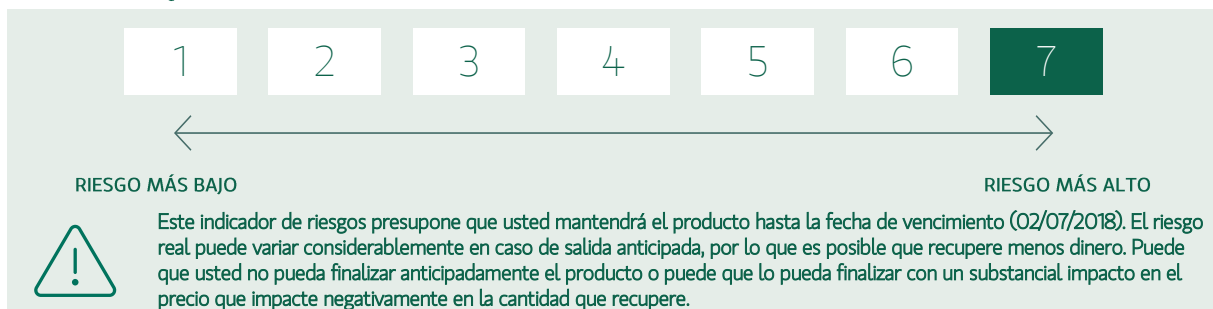 1 2 3 4 5 6 7
RIESGO MÁS BAJO RIESGO MÁS ALTO
Este indicador de riesgos presupone que usted mantendrá el producto hasta la fecha de vencimiento (02/07/2018). El riesgo
real puede variar considerablemente en caso de salida anticipada, por lo que es posible que recupere menos dinero. Puede
que usted no pueda finalizar anticipadamente el producto o puede que lo pueda finalizar con un substancial impacto en el
precio que impacte negativamente en la cantidad que recupere.